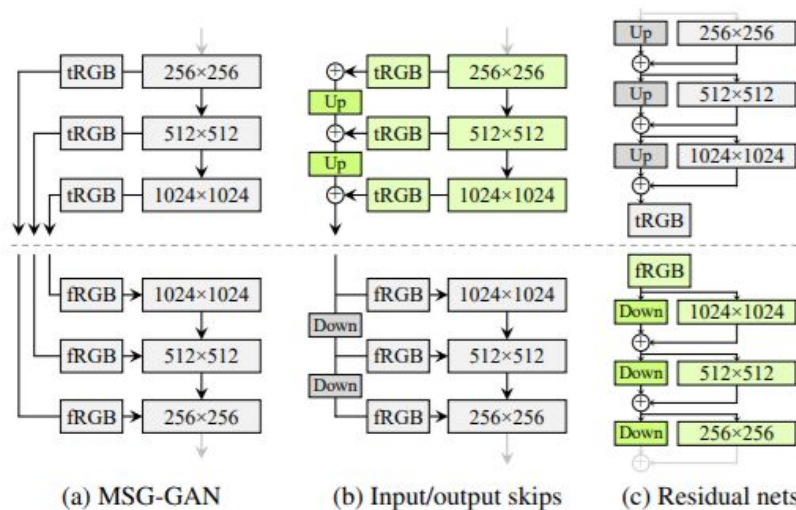 tRGB 256×256
tRGB 512×512
tRGB 1024×1024
fRGB 1024×1024
fRGB 512×512
fRGB 256×256
(a) MSG-GAN
tRGB 256×256
Up
tRGB 512×512
Up
tRGB 1024×1024
fRGB 1024×1024
Down
fRGB 512×512
Down
fRGB 256×256
(b) Input/output skips
Up 256×256
Up 512×512
Up 1024×1024
tRGB
fRGB
Down 1024×1024
Down 512×512
Down 256×256
(c) Residual nets